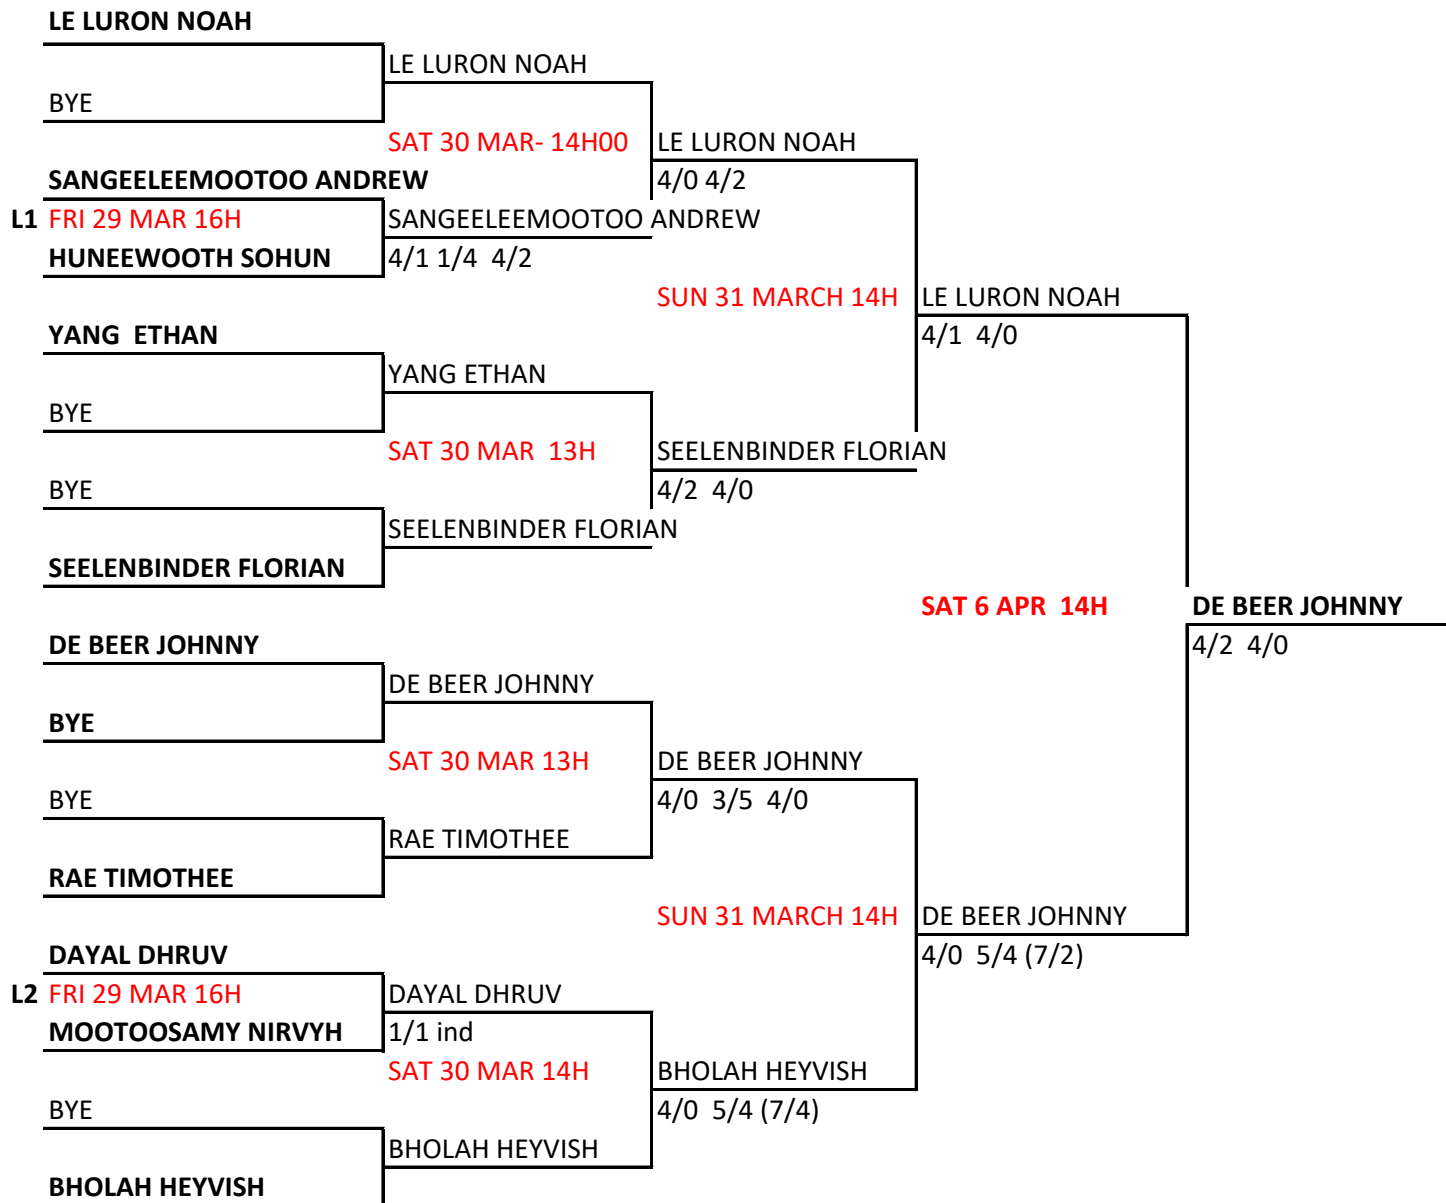 LE LURON NOAH
LE LURON NOAH
BYE
SAT 30 MAR- 14H00 LE LURON NOAH
SANGEELEEMOOTOO ANDREW 4/0 4/2
L1 FRI 29 MAR 16H SANGEELEEMOOTOO ANDREW
HUNEEWOOTH SOHUN 4/1 1/4 4/2
SUN 31 MARCH 14H LE LURON NOAH
YANG ETHAN 4/1 4/0
YANG ETHAN
BYE
SAT 30 MAR 13H SEELENBINDER FLORIAN
BYE 4/2 4/0
SEELENBINDER FLORIAN
SEELENBINDER FLORIAN
SAT 6 APR 14H DE BEER JOHNNY
DE BEER JOHNNY 4/2 4/0
DE BEER JOHNNY
BYE
SAT 30 MAR 13H DE BEER JOHNNY
BYE 4/0 3/5 4/0
RAE TIMOTHEE
RAE TIMOTHEE
SUN 31 MARCH 14H DE BEER JOHNNY
DAYAL DHRUV 4/0 5/4 (7/2)
L2 FRI 29 MAR 16H DAYAL DHRUV
MOOTOOSAMY NIRVYH 1/1 ind
SAT 30 MAR 14H BHOLAH HEYVISH
BYE 4/0 5/4 (7/4)
BHOLAH HEYVISH
BHOLAH HEYVISH